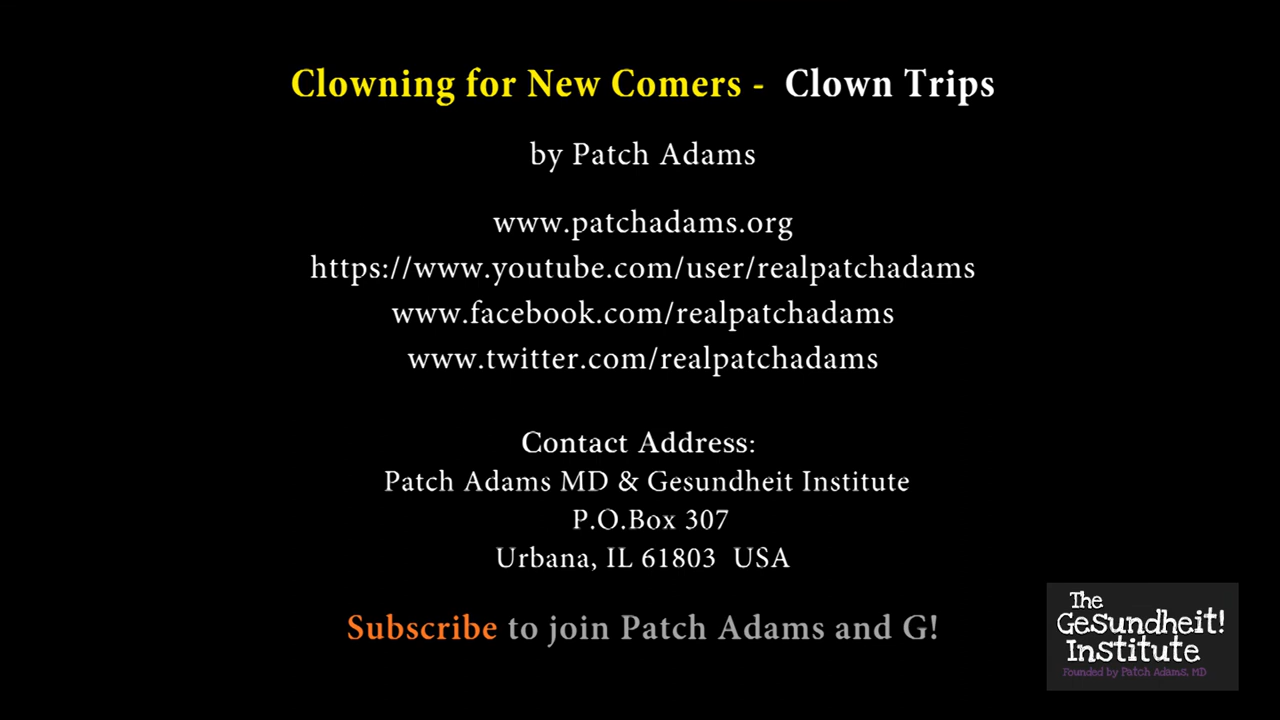 Clowning for New Comers - Clown Trips
by Patch Adams
www.patchadams.org
https://www.youtube.com/user/realpatchadams
www.facebook.com/realpatchadams
www.twitter.com/realpatchadams
Contact Address:
Patch Adams MD & Gesundheit Institute
P.O.Box 307
Urbana, IL 61803 USA
Subscribe to join Patch Adams and G!
The
Gesundheit!
Institute
Founded by Patch Adams, MD